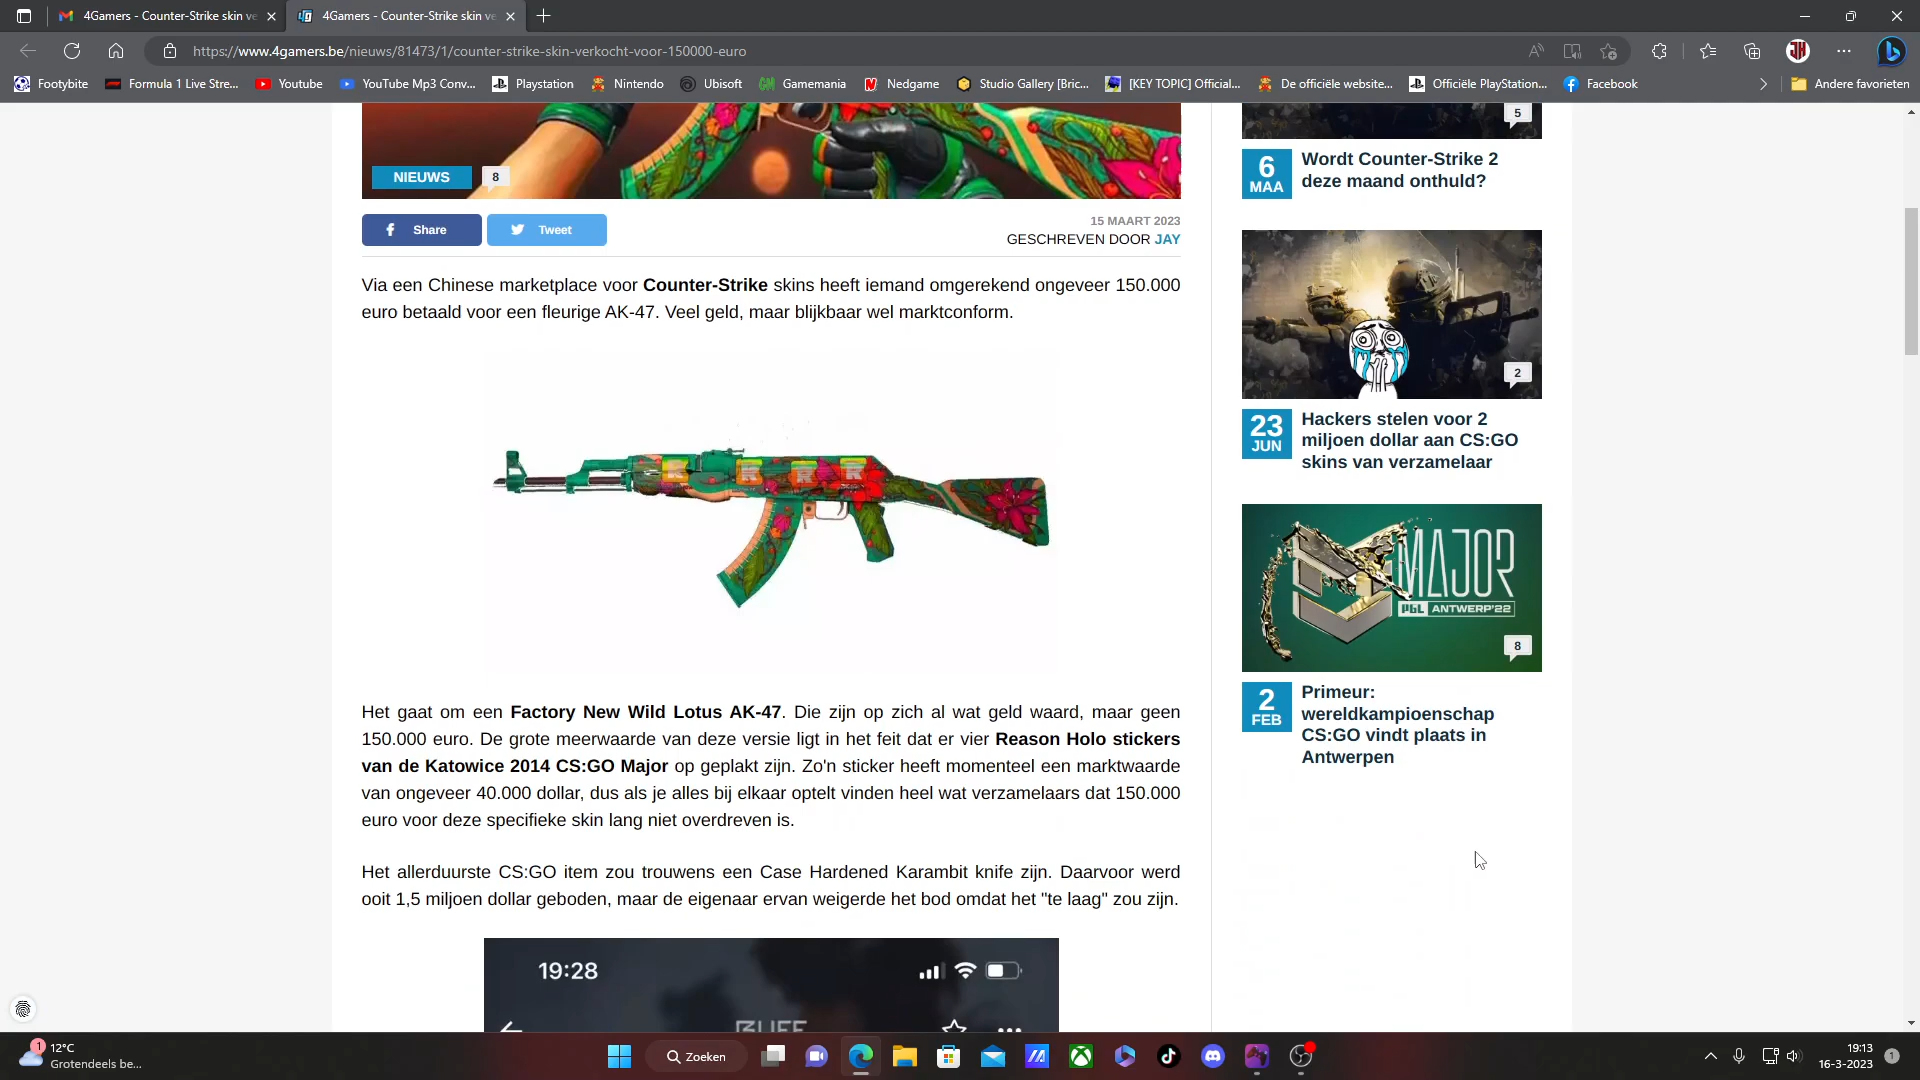 4Gamers - Counter-Strike skin ve
4Gamers - Counter-Strike skin ve
https://www.4gamers.be/nieuws/81473/1/counter-strike-skin-verkocht-voor-150000-euro
Footybite
Formula 1 Live Stre...
Youtube
YouTube Mp3 Conv...
Playstation
Nintendo
Ubisoft
Gamemania
Nedgame
Studio Gallery [Bric...
[KEY TOPIC] Official...
De officiële website...
Officiële PlayStation...
Facebook
Andere favorieten
NIEUWS
8
Share
Tweet
15 MAART 2023
GESCHREVEN DOOR JAY
Via een Chinese marketplace voor Counter-Strike skins heeft iemand omgerekend ongeveer 150.000
euro betaald voor een fleurige AK-47. Veel geld, maar blijkbaar wel marktconform.
Het gaat om een Factory New Wild Lotus AK-47. Die zijn op zich al wat geld waard, maar geen
150.000 euro. De grote meerwaarde van deze versie ligt in het feit dat er vier Reason Holo stickers
van de Katowice 2014 CS:GO Major op geplakt zijn. Zo'n sticker heeft momenteel een marktwaarde
van ongeveer 40.000 dollar, dus als je alles bij elkaar optelt vinden heel wat verzamelaars dat 150.000
euro voor deze specifieke skin lang niet overdreven is.
Het allerduurste CS:GO item zou trouwens een Case Hardened Karambit knife zijn. Daarvoor werd
ooit 1,5 miljoen dollar geboden, maar de eigenaar ervan weigerde het bod omdat het "te laag" zou zijn.
19:28
5
6
MAA
Wordt Counter-Strike 2
deze maand onthuld?
2
23
JUN
Hackers stelen voor 2
miljoen dollar aan CS:GO
skins van verzamelaar
MAJOR
PGL ANTWERP'22
8
2
FEB
Primeur:
wereldkampioenschap
CS:GO vindt plaats in
Antwerpen
1
12°C
Grotendeels be...
Zoeken
19:13
16-3-2023
1